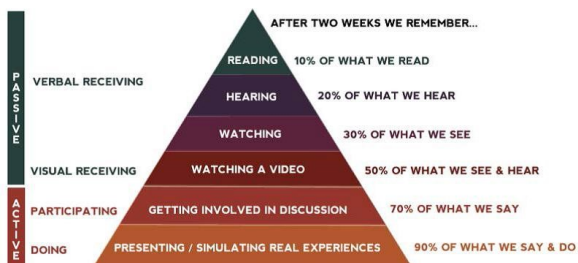 AFTER TWO WEEKS WE REMEMBER...
PASSIVE
VERBAL RECEIVING
READING
10% OF WHAT WE READ
HEARING
20% OF WHAT WE HEAR
WATCHING
30% OF WHAT WE SEE
VISUAL RECEIVING
WATCHING A VIDEO
50% OF WHAT WE SEE & HEAR
ACTIVE
PARTICIPATING
GETTING INVOLVED IN DISCUSSION
70% OF WHAT WE SAY
DOING
PRESENTING / SIMULATING REAL EXPERIENCES
90% OF WHAT WE SAY & DO